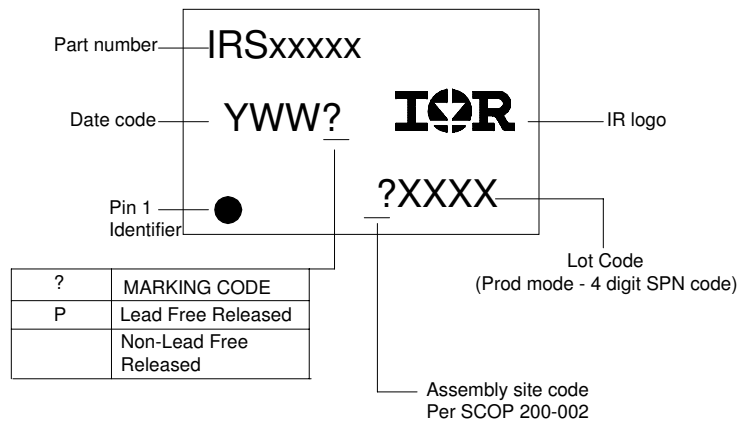 Part number
IRSxxxxx
Date code
YWW?
IOR
IR logo
?XXXX
Pin 1
Identifier
Lot Code
(Prod mode - 4 digit SPN code)
? MARKING CODE
P Lead Free Released
Non-Lead Free
Released
Assembly site code
Per SCOP 200-002